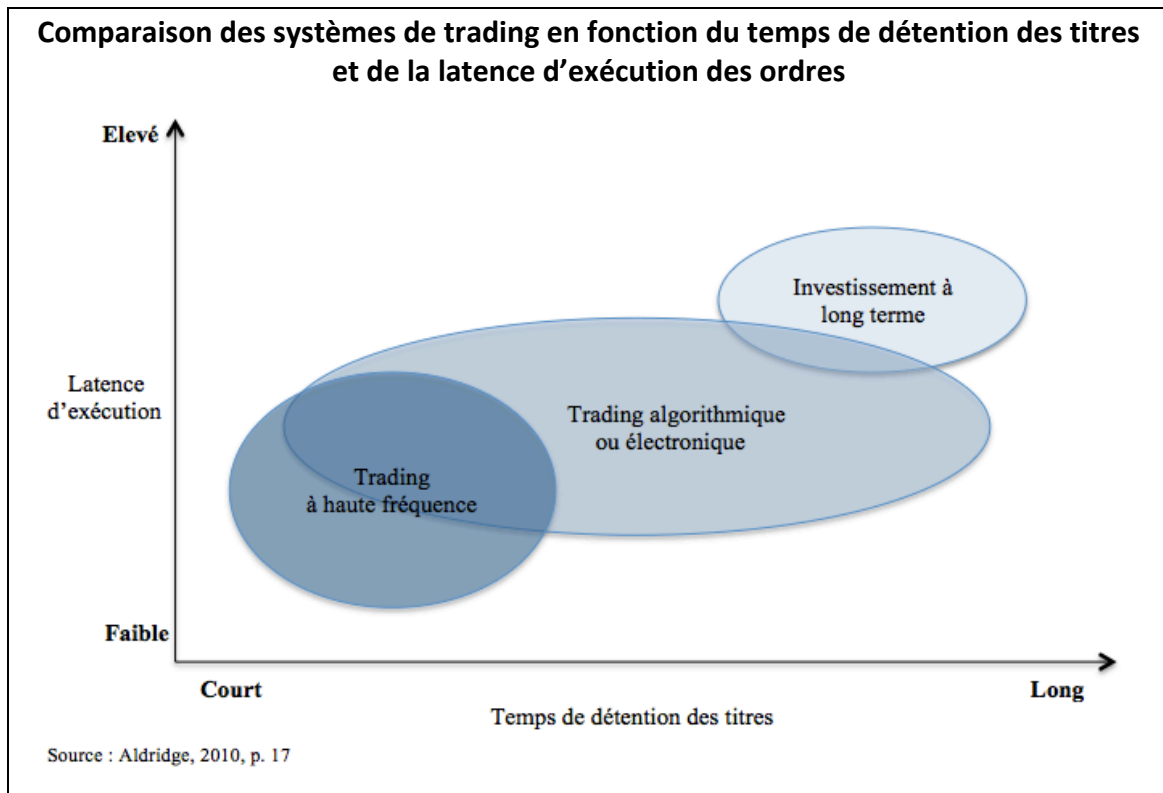 Comparaison des systèmes de trading en fonction du temps de détention des titres
et de la latence d’exécution des ordres
Elevé
Investissement à
long terme
Latence
d’exécution
Trading algorithmique
ou électronique
Trading
à haute fréquence
Faible
Court
Long
Temps de détention des titres
Source : Aldridge, 2010, p. 17